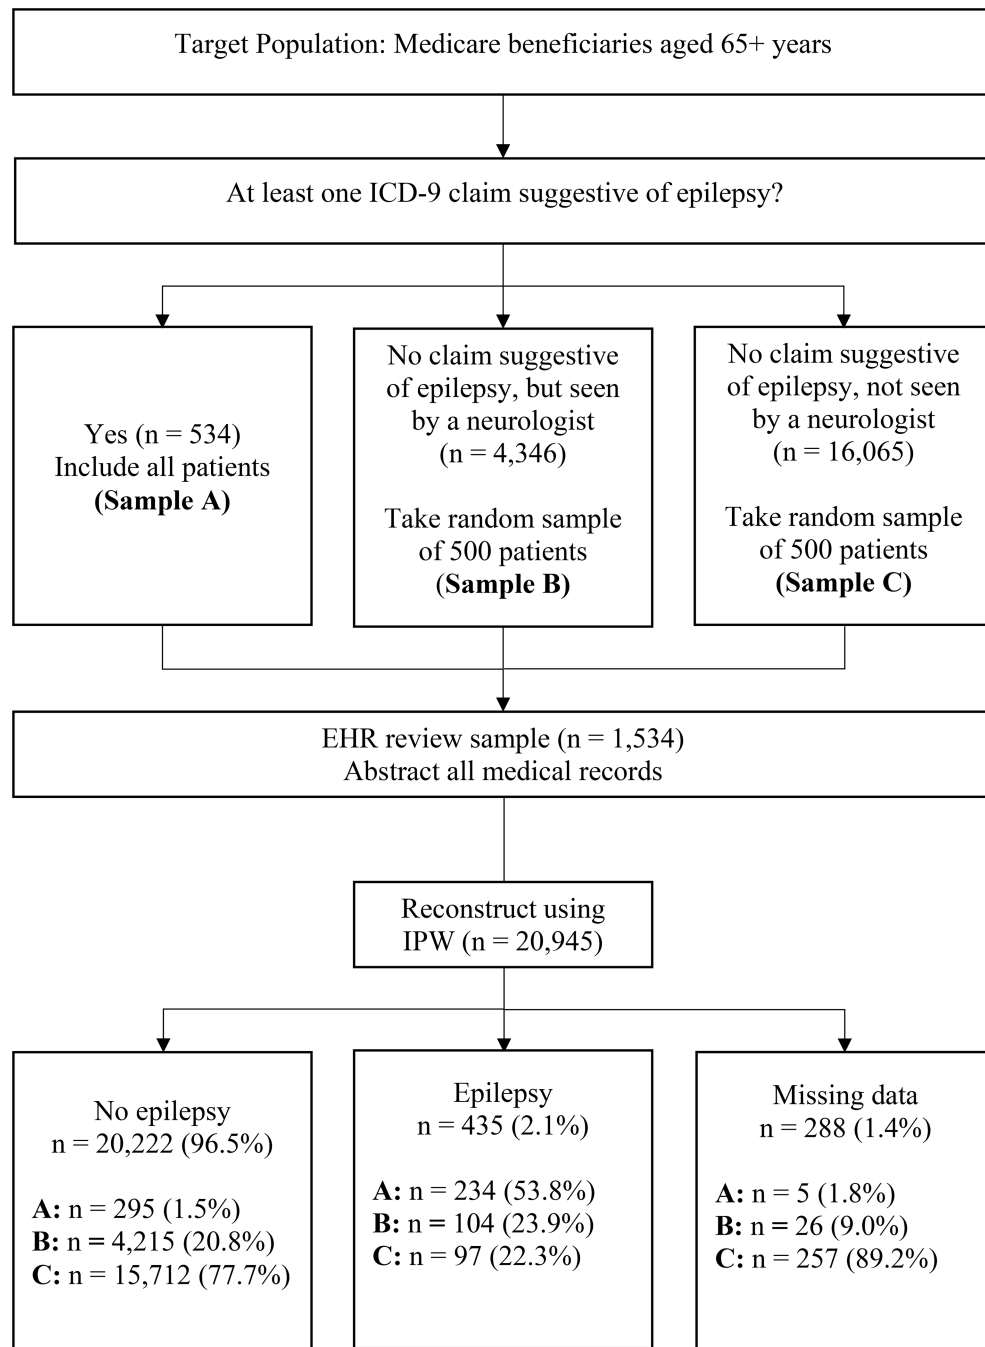 Target Population: Medicare beneficiaries aged 65+ years
At least one ICD-9 claim suggestive of epilepsy?
Yes (n = 534)
Include all patients
(Sample A)
No claim suggestive
of epilepsy, but seen
by a neurologist
(n = 4,346)
Take random sample
of 500 patients
(Sample B)
No claim suggestive
of epilepsy, not seen
by a neurologist
(n = 16,065)
Take random sample
of 500 patients
(Sample C)
EHR review sample (n = 1,534)
Abstract all medical records
Reconstruct using
IPW (n = 20,945)
No epilepsy
n = 20,222 (96.5%)
A: n = 295 (1.5%)
B: n = 4,215 (20.8%)
C: n = 15,712 (77.7%)
Epilepsy
n = 435 (2.1%)
A: n = 234 (53.8%)
B: n = 104 (23.9%)
C: n = 97 (22.3%)
Missing data
n = 288 (1.4%)
A: n = 5 (1.8%)
B: n = 26 (9.0%)
C: n = 257 (89.2%)